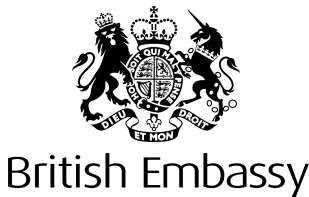 HONI SOIT QUI MAL Y PENSE
DIEU ET MON DROIT
British Embassy